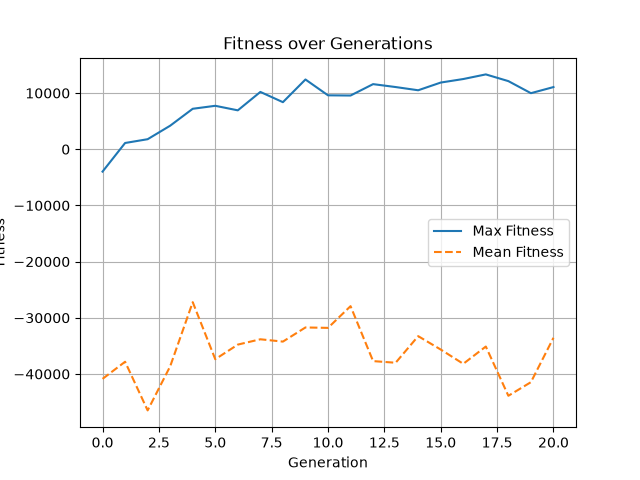 Fitness over Generations
10000
0
−10000
−20000
−30000
−40000
Max Fitness
Mean Fitness
0.0 2.5 5.0 7.5 10.0 12.5 15.0 17.5 20.0
Generation